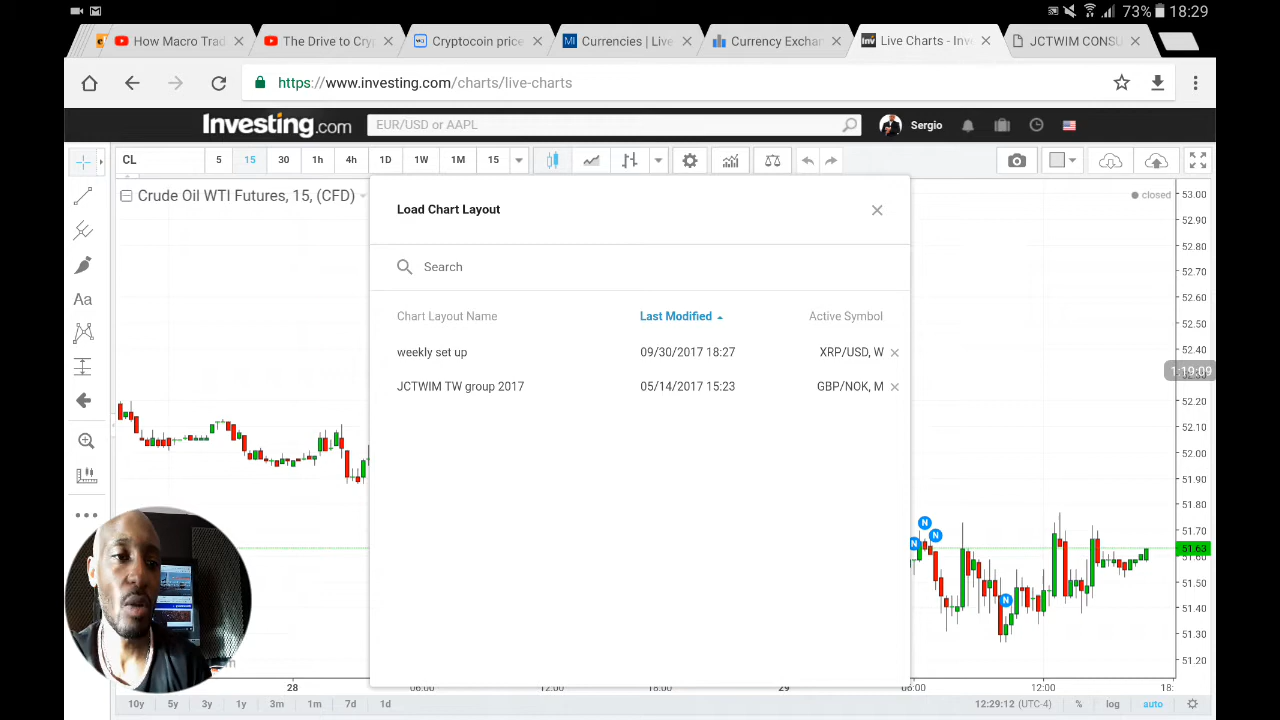 73% 18:29
How Macro Trad
The Drive to Cry
Cryptocoin price
MI Currencies | Live
Currency Exchan
Inv Live Charts - Inve
JCTWIM CONSU
https://www.investing.com/charts/live-charts
Investing.com EUR/USD or AAPL Sergio
CL 5 15 30 1h 4h 1D 1W 1M 15
Crude Oil WTI Futures, 15, (CFD)
closed
Load Chart Layout
Search
Chart Layout Name Last Modified Active Symbol
weekly set up 09/30/2017 18:27 XRP/USD, W
JCTWIM TW group 2017 05/14/2017 15:23 GBP/NOK, M
Aa
1:19:09
53.00
52.90
52.80
52.70
52.60
52.50
52.40
52.20
52.10
52.00
51.90
51.80
51.70
51.63
51.60
51.50
51.40
51.30
51.20
N
N
N
N
28 06:00 12:00 18:00 29 06:00 12:00 18:
10y 5y 3y 1y 3m 1m 7d 1d 12:29:12 (UTC-4) % log auto